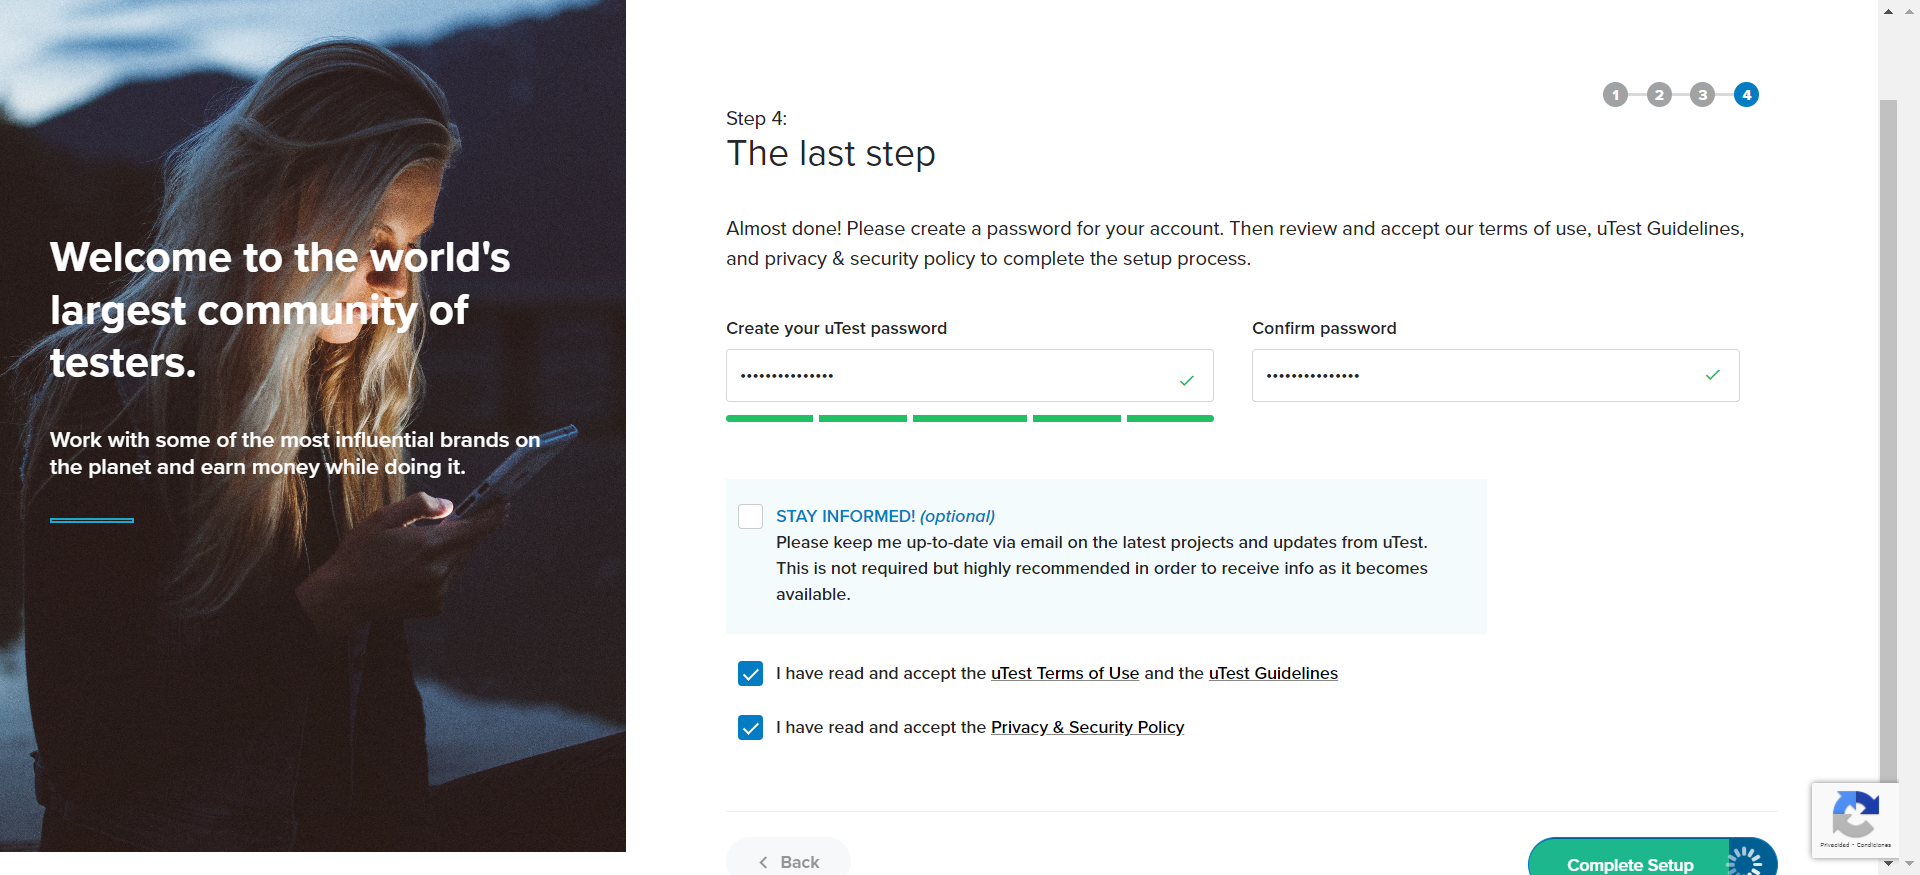 Welcome to the world's
largest community of
testers.
Work with some of the most influential brands on
the planet and earn money while doing it.
1 2 3 4
Step 4:
The last step
Almost done! Please create a password for your account. Then review and accept our terms of use, uTest Guidelines,
and privacy & security policy to complete the setup process.
Create your uTest password
Confirm password
•••••••••••••••
•••••••••••••••
STAY INFORMED! (optional)
Please keep me up-to-date via email on the latest projects and updates from uTest.
This is not required but highly recommended in order to receive info as it becomes
available.
I have read and accept the uTest Terms of Use and the uTest Guidelines
I have read and accept the Privacy & Security Policy
Back
Complete Setup
Privacidad - Condiciones